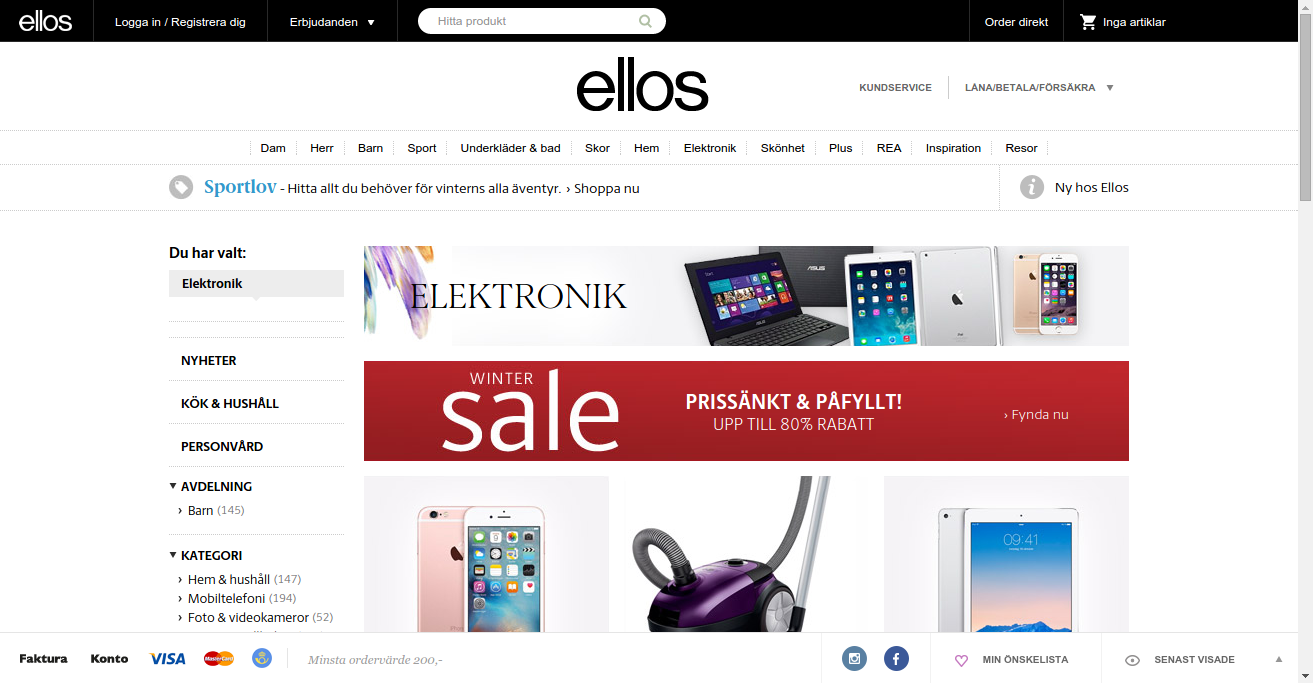 ellos
Logga in / Registrera dig
Erbjudanden
Hitta produkt
Order direkt
Inga artiklar
ellos
KUNDSERVICE
LÅNA/BETALA/FÖRSÄKRA
Dam Herr Barn Sport Underkläder & bad Skor Hem Elektronik Skönhet Plus REA Inspiration Resor
Sportlov - Hitta allt du behöver för vinterns alla äventyr. › Shoppa nu
Ny hos Ellos
Du har valt:
Elektronik
NYHETER
KÖK & HUSHÅLL
PERSONVÅRD
AVDELNING
› Barn (145)
KATEGORI
› Hem & hushåll (147)
› Mobiltelefoni (194)
› Foto & videokameror (52)
ELEKTRONIK
Start
ASUS
WINTER
sale
PRISSÄNKT & PÅFYLLT!
UPP TILL 80% RABATT
› Fynda nu
09:41
Faktura
Konto
VISA
MasterCard
Minsta ordervärde 200,-
MIN ÖNSKELISTA
SENAST VISADE